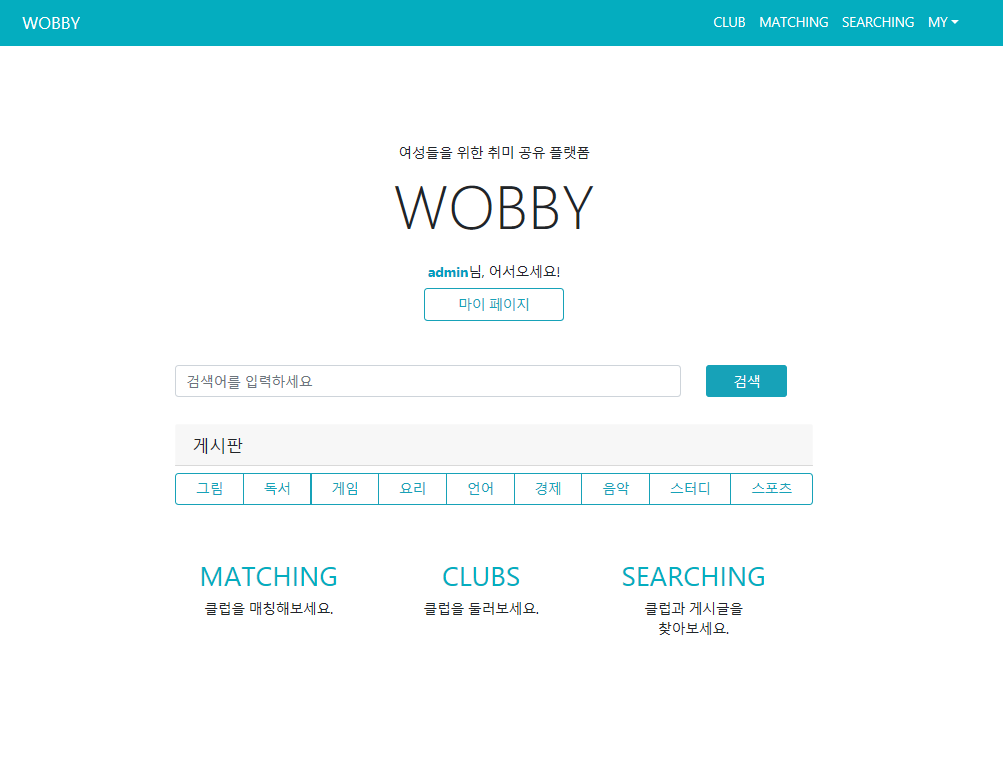 WOBBY CLUB MATCHING SEARCHING MY
여성들을 위한 취미 공유 플랫폼
WOBBY
admin님, 어서오세요!
마이 페이지
검색어를 입력하세요 검색
게시판
그림 독서 게임 요리 언어 경제 음악 스터디 스포츠
MATCHING CLUBS SEARCHING
클럽을 매칭해보세요. 클럽을 둘러보세요. 클럽과 게시글을
찾아보세요.